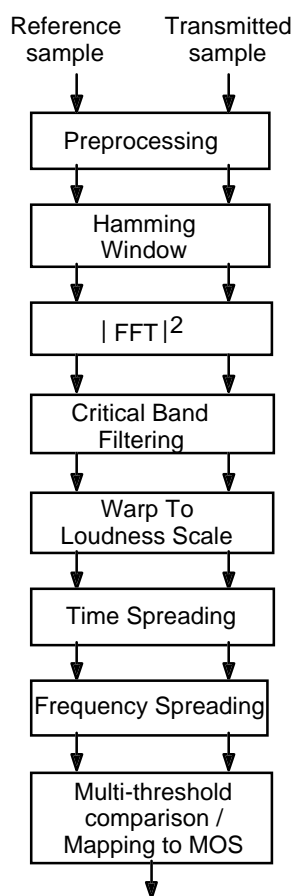 Reference Transmitted
sample sample
Preprocessing
Hamming
Window
| FFT |²
Critical Band
Filtering
Warp To
Loudness Scale
Time Spreading
Frequency Spreading
Multi-threshold
comparison /
Mapping to MOS